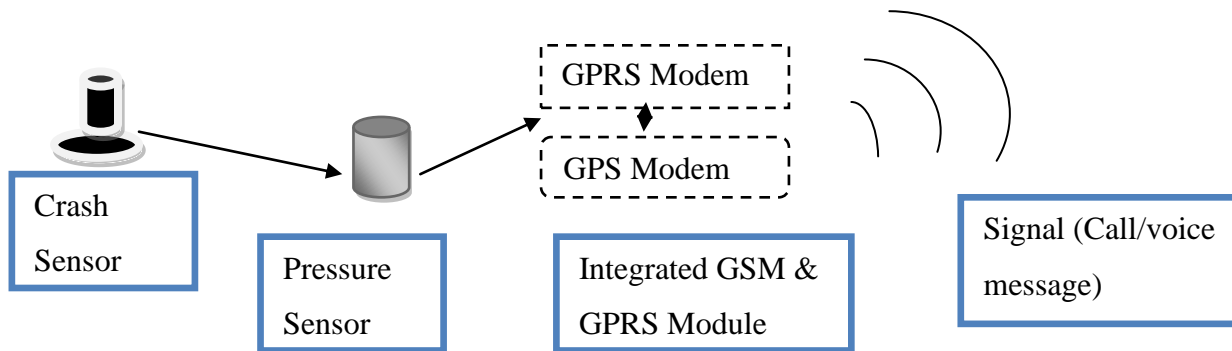 GPRS Modem
GPS Modem
Crash
Sensor
Pressure
Sensor
Integrated GSM &
GPRS Module
Signal (Call/voice
message)